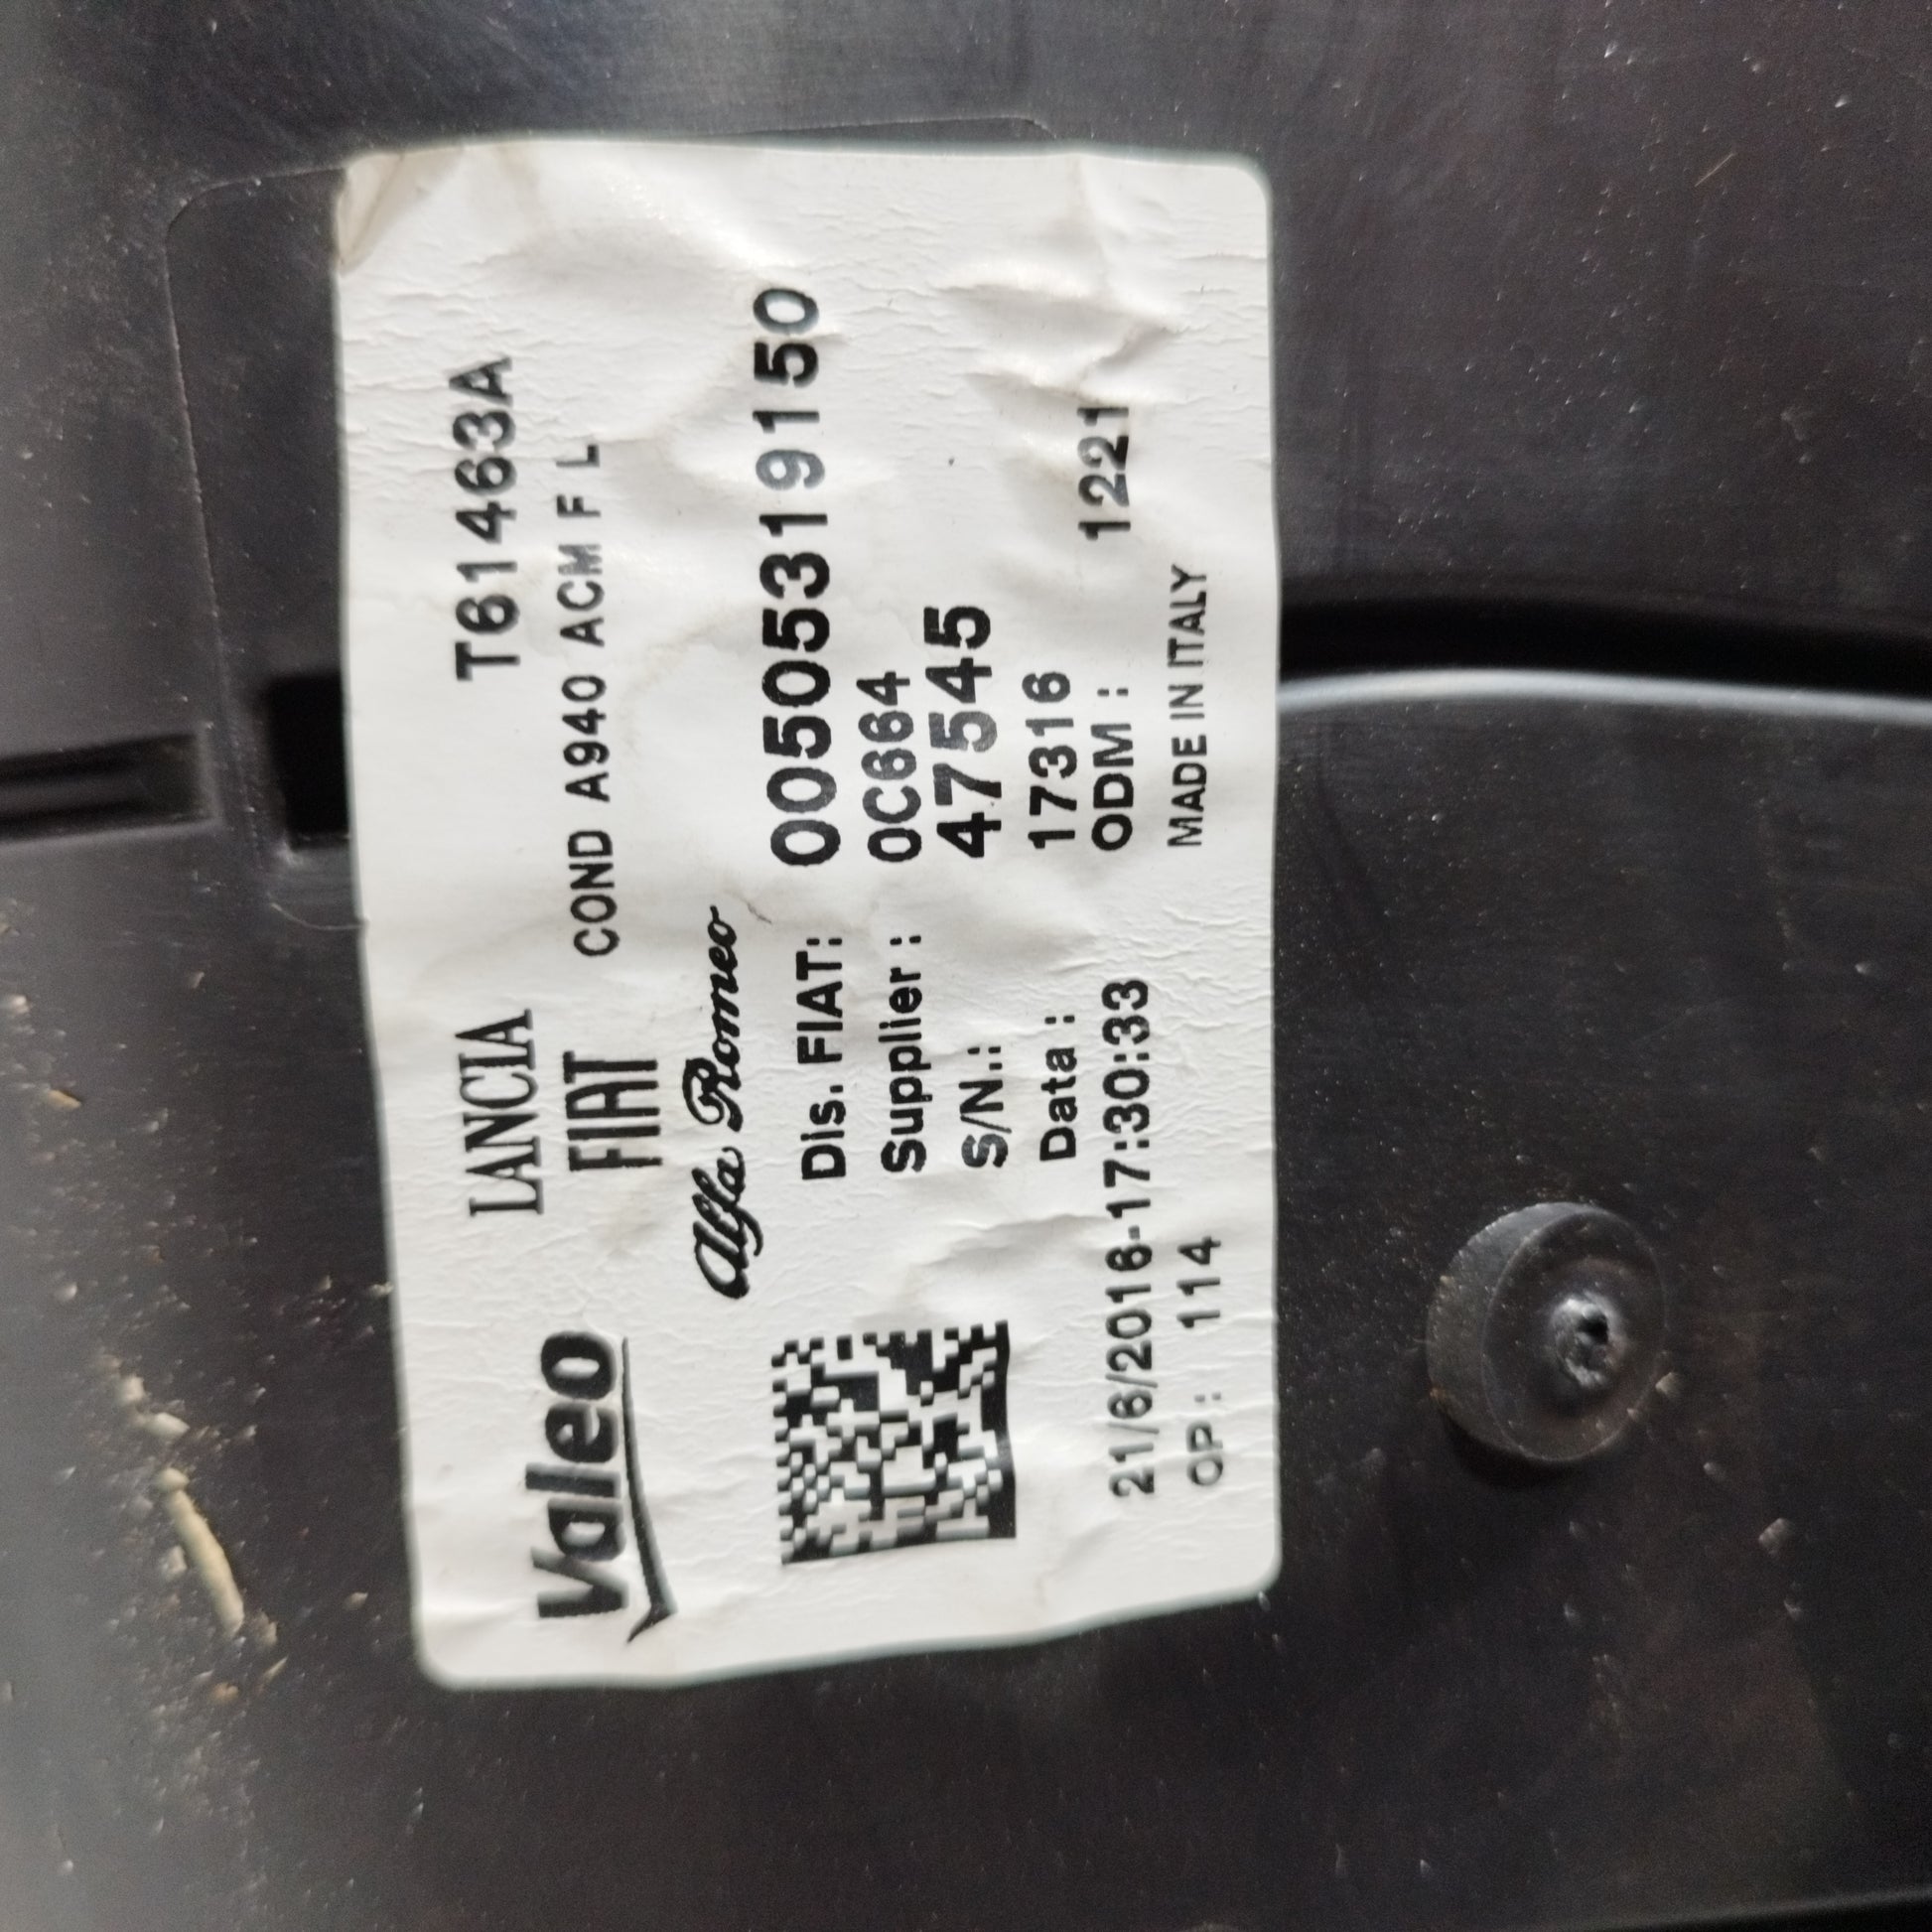 Valeo
LANCIA T61463A
FIAT COND A940 ACM F L
Alfa Romeo
Dis. FIAT: 00505319150
Supplier : 0C664
S/N.: 47545
Data : 17316
21/6/2016-17:30:33 ODM : 1221
OP : 114 MADE IN ITALY